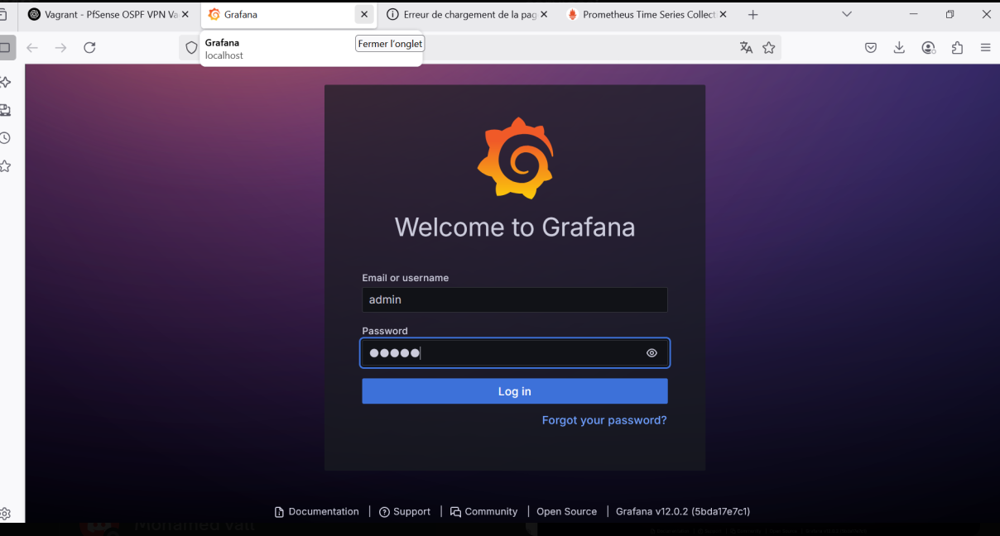 Vagrant - PfSense OSPF VPN Va
Grafana
Erreur de chargement de la pag
Prometheus Time Series Collect
Grafana
localhost
Fermer l'onglet
Welcome to Grafana
Email or username
admin
Password
Log in
Forgot your password?
Documentation | Support | Community | Open Source | Grafana v12.0.2 (5bda17e7c1)
Mohamed Vall